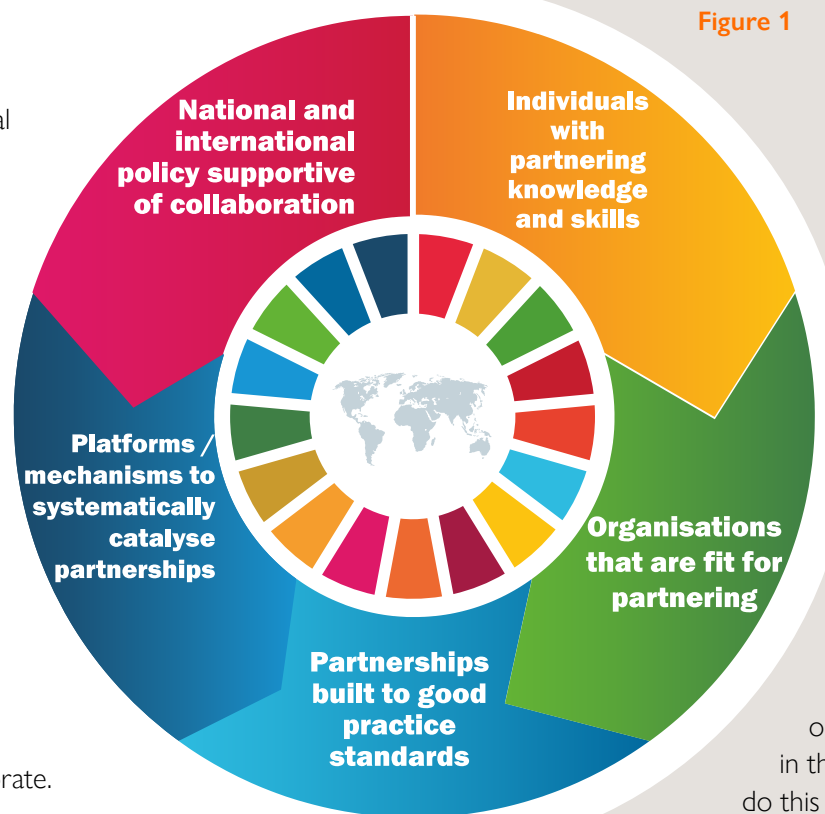 Figure 1
al
National and
international
policy supportive
of collaboration
Individuals
with
partnering
knowledge
and skills
Organisations
that are fit for
partnering
Partnerships
built to good
practice
standards
Platforms /
mechanisms to
systematically
catalyse
partnerships
rate.
o
in th
do this